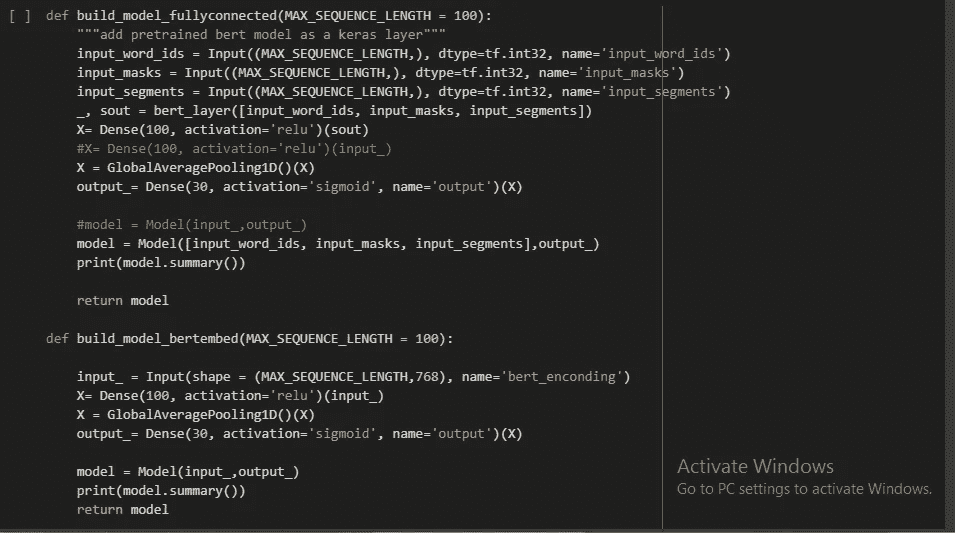 [ ] def build_model_fullyconnected(MAX_SEQUENCE_LENGTH = 100):
"""add pretrained bert model as a keras layer"""
input_word_ids = Input((MAX_SEQUENCE_LENGTH,), dtype=tf.int32, name='input_word_ids')
input_masks = Input((MAX_SEQUENCE_LENGTH,), dtype=tf.int32, name='input_masks')
input_segments = Input((MAX_SEQUENCE_LENGTH,), dtype=tf.int32, name='input_segments')
_, sout = bert_layer([input_word_ids, input_masks, input_segments])
X= Dense(100, activation='relu')(sout)
#X= Dense(100, activation='relu')(input_)
X = GlobalAveragePooling1D()(X)
output_= Dense(30, activation='sigmoid', name='output')(X)
#model = Model(input_,output_)
model = Model([input_word_ids, input_masks, input_segments],output_)
print(model.summary())
return model
def build_model_bertembed(MAX_SEQUENCE_LENGTH = 100):
input_ = Input(shape = (MAX_SEQUENCE_LENGTH,768), name='bert_enconding')
X= Dense(100, activation='relu')(input_)
X = GlobalAveragePooling1D()(X)
output_= Dense(30, activation='sigmoid', name='output')(X)
model = Model(input_,output_)
print(model.summary())
return model
Activate Windows
Go to PC settings to activate Windows.